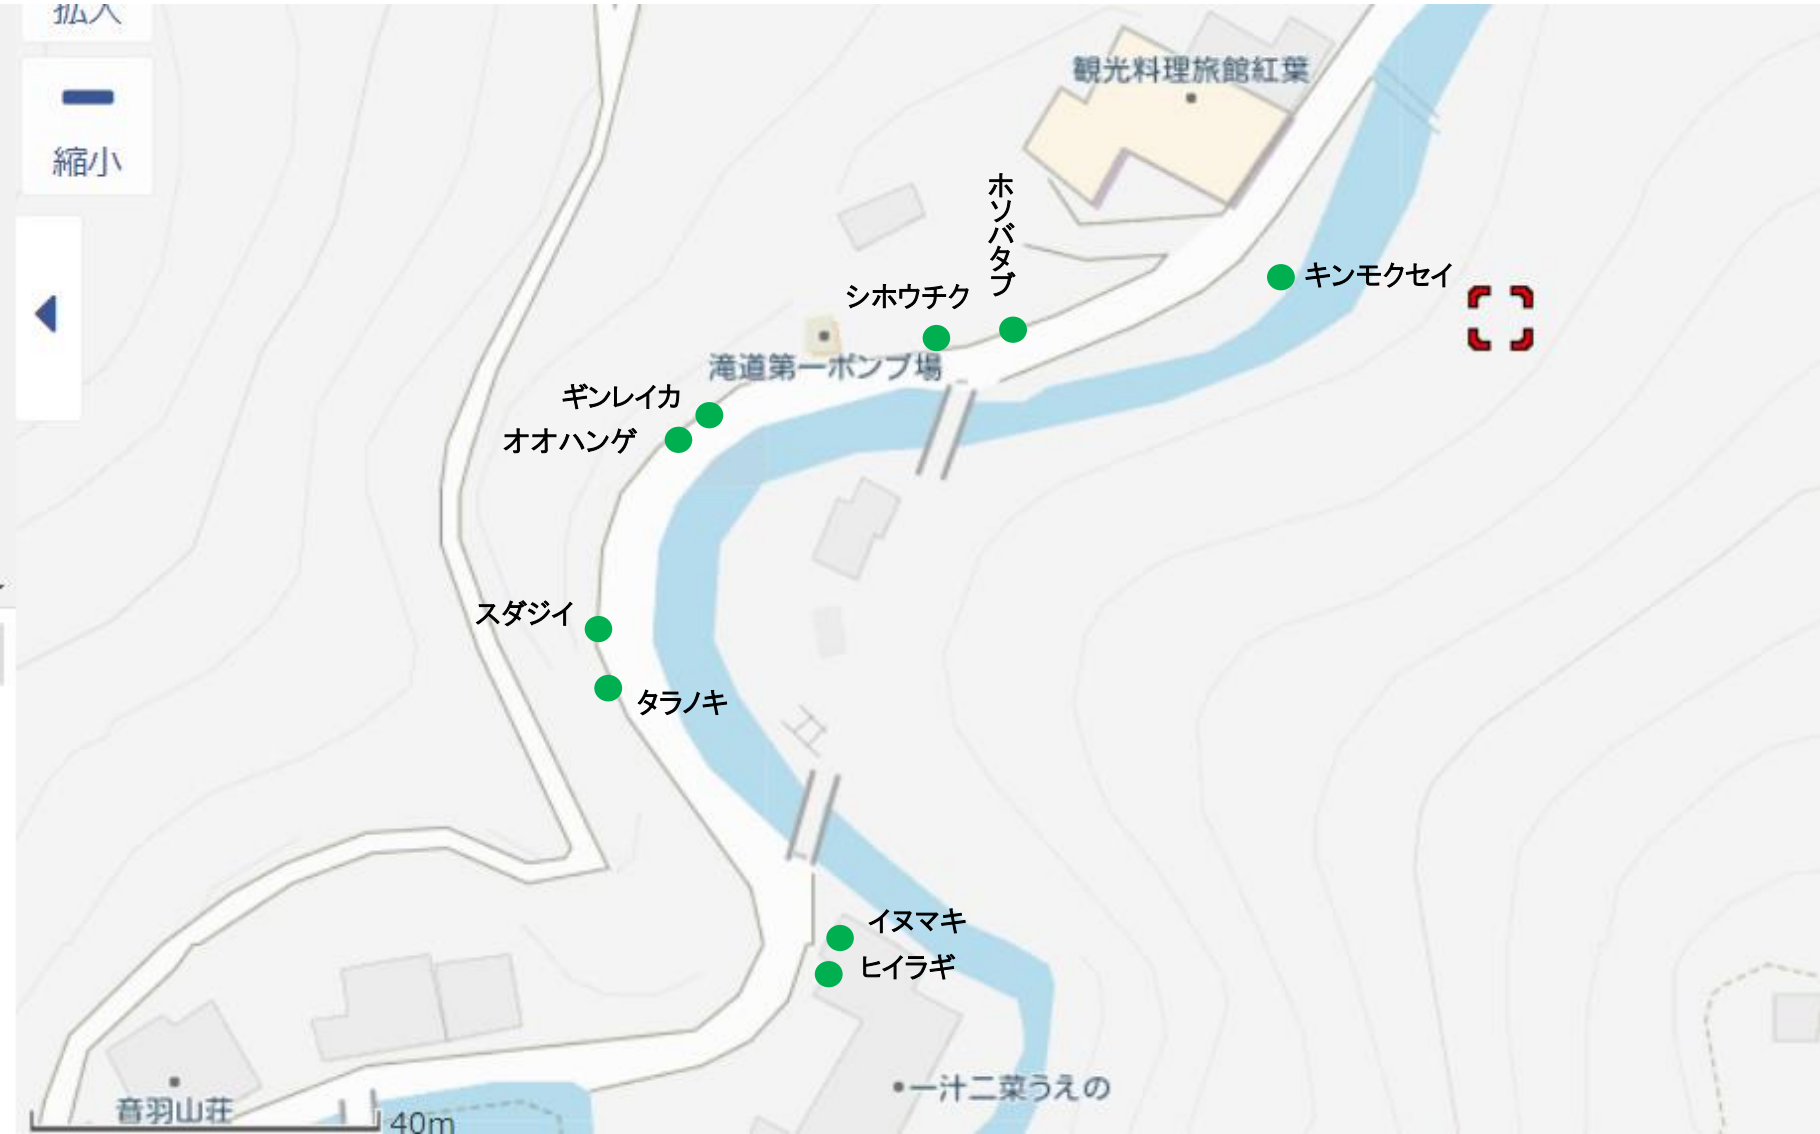 拡大
縮小
観光料理旅館紅葉
ホソバタブ
キンモクセイ
シホウチク
滝道第一ポンプ場
ギンレイカ
オオハンゲ
スダジイ
タラノキ
イヌマキ
ヒイラギ
一汁二菜うえの
音羽山荘
40m